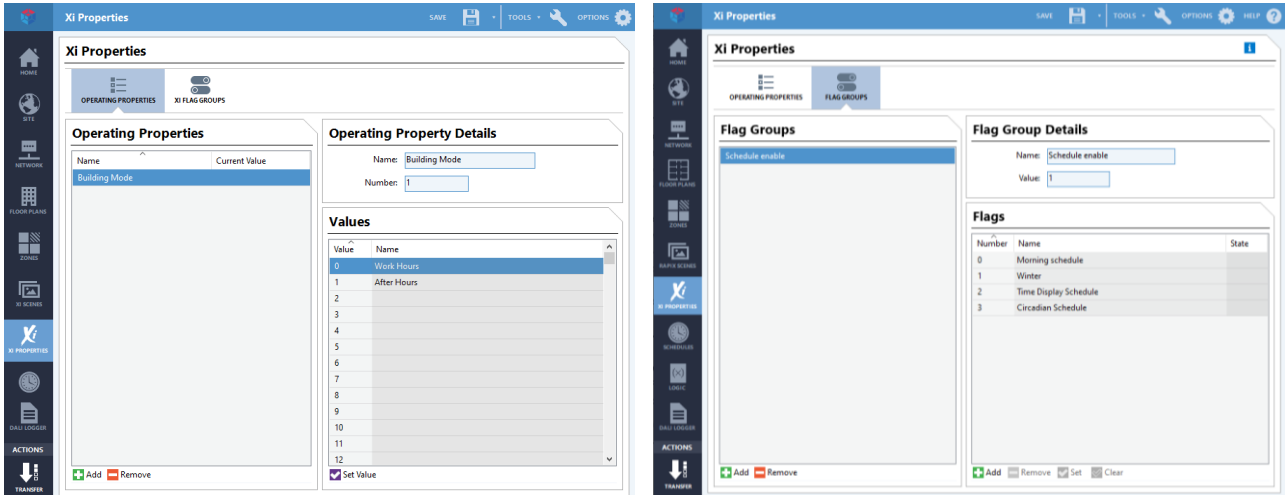 Xi Properties
SAVE
TOOLS
OPTIONS
HOME
SITE
NETWORK
FLOOR PLANS
ZONES
XI SCENES
XI PROPERTIES
DALI LOGGER
ACTIONS
TRANSFER
Xi Properties
OPERATING PROPERTIES
XI FLAG GROUPS
Operating Properties
Name Current Value
Building Mode
Add Remove
Operating Property Details
Name: Building Mode
Number: 1
Values
Value Name
0 Work Hours
1 After Hours
2
3
4
5
6
7
8
9
10
11
12
Set Value
Xi Properties
SAVE
TOOLS
OPTIONS
HELP
HOME
SITE
NETWORK
FLOOR PLANS
ZONES
RAPIX SCENES
XI PROPERTIES
SCHEDULES
LOGIC
DALI LOGGER
ACTIONS
TRANSFER
Xi Properties
OPERATING PROPERTIES
FLAG GROUPS
Flag Groups
Schedule enable
Add Remove
Flag Group Details
Name: Schedule enable
Value: 1
Flags
Number Name State
0 Morning schedule
1 Winter
2 Time Display Schedule
3 Circadian Schedule
Add Remove Set Clear